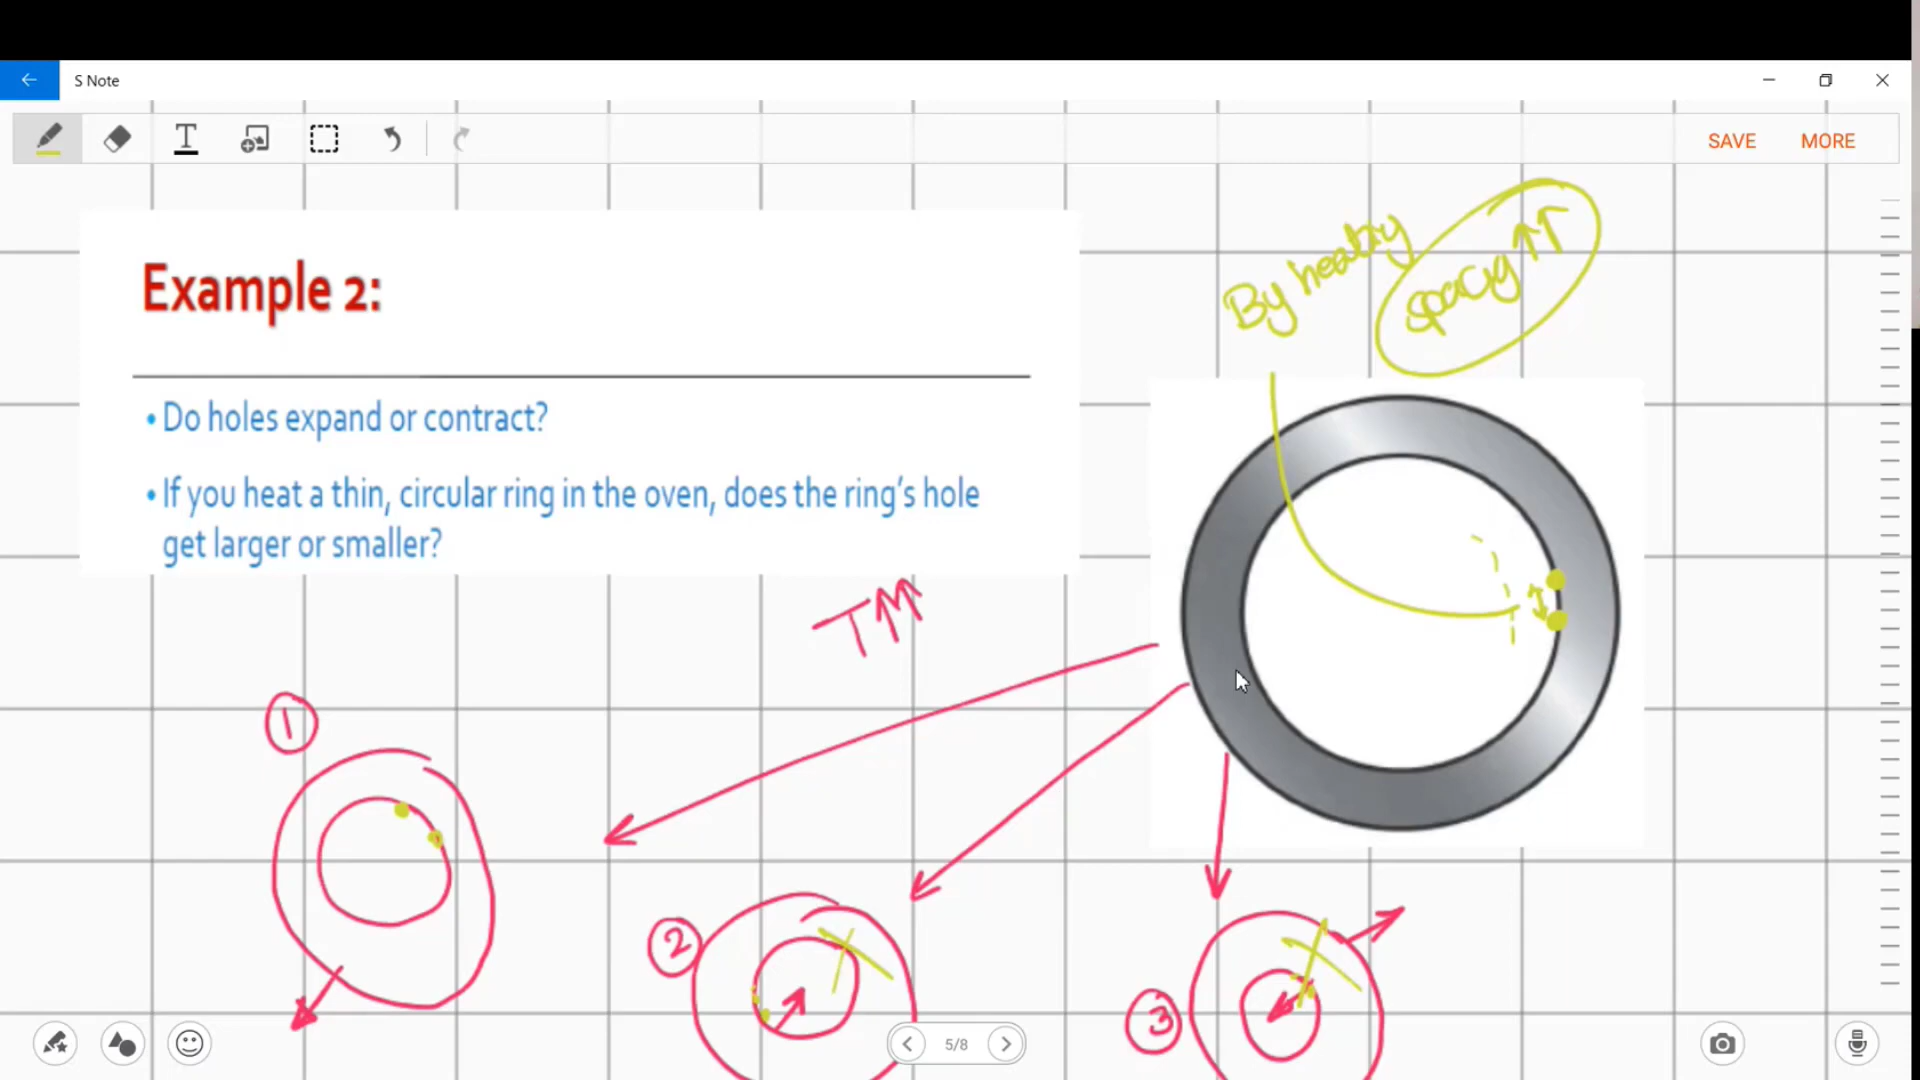 S Note
SAVE MORE
Example 2:
• Do holes expand or contract?
• If you heat a thin, circular ring in the oven, does the ring's hole
get larger or smaller?
By heating
spacing ↑↑
T↑↑
1
2
3
5/8